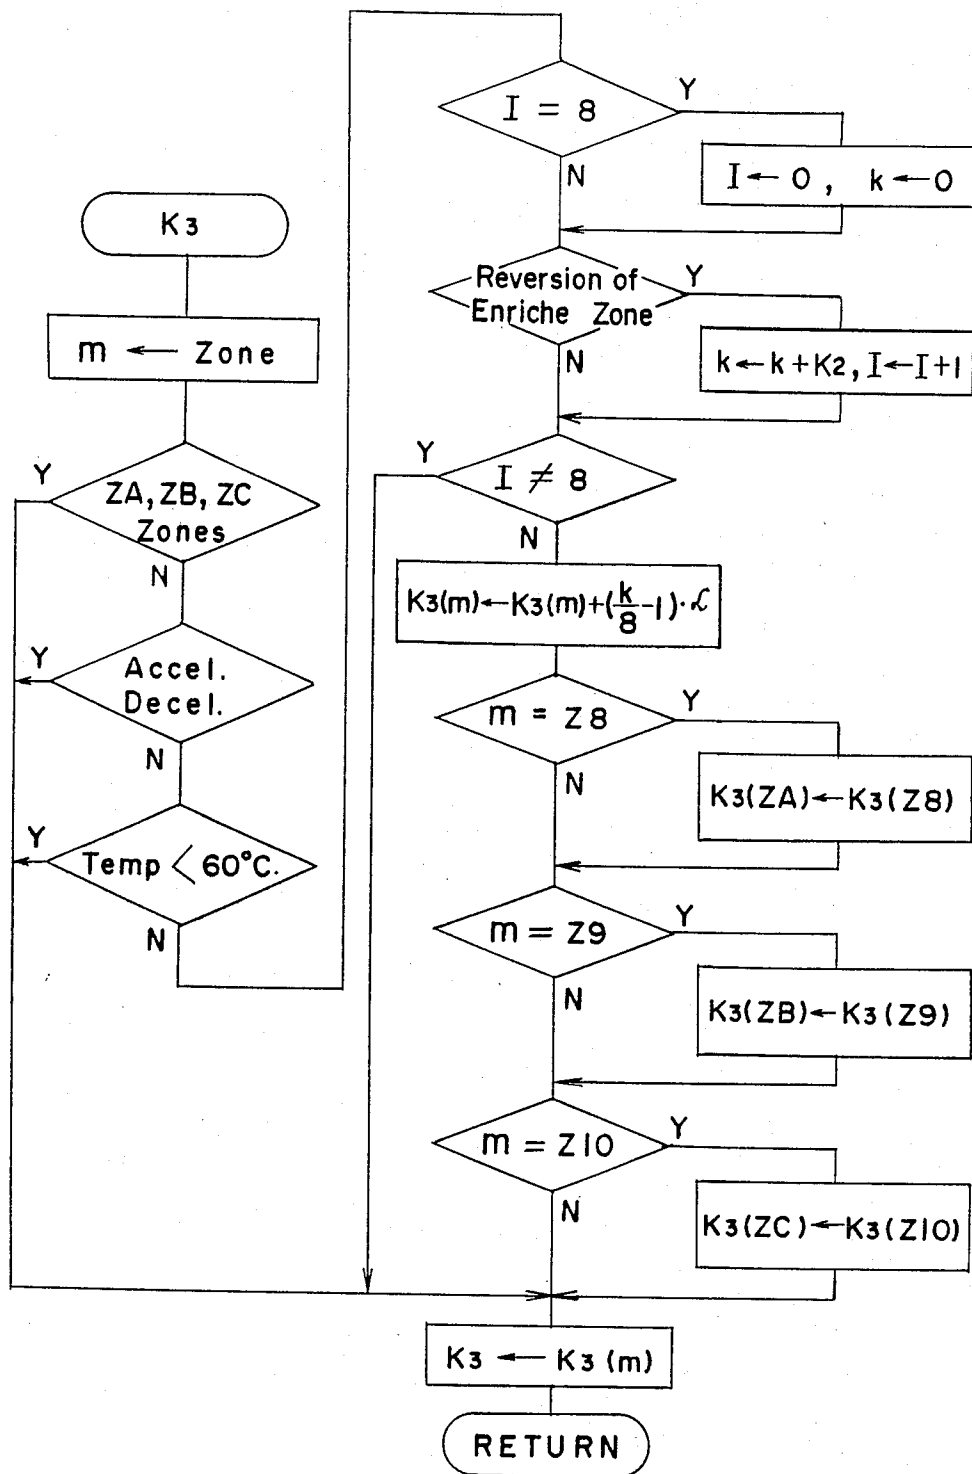 K3
m ← Zone
Y
ZA, ZB, ZC
Zones
N
Y
Accel.
Decel.
N
Y
Temp < 60°C.
N
I = 8
Y
N
I ← 0, k ← 0
Reversion of
Enriche Zone
Y
N
k ← k + K2, I ← I + 1
Y
I ≠ 8
N
K3(m) ← K3(m) + (k/8 - 1) · α
m = Z8
Y
N
K3(ZA) ← K3(Z8)
m = Z9
Y
N
K3(ZB) ← K3(Z9)
m = Z10
Y
N
K3(ZC) ← K3(Z10)
K3 ← K3(m)
RETURN